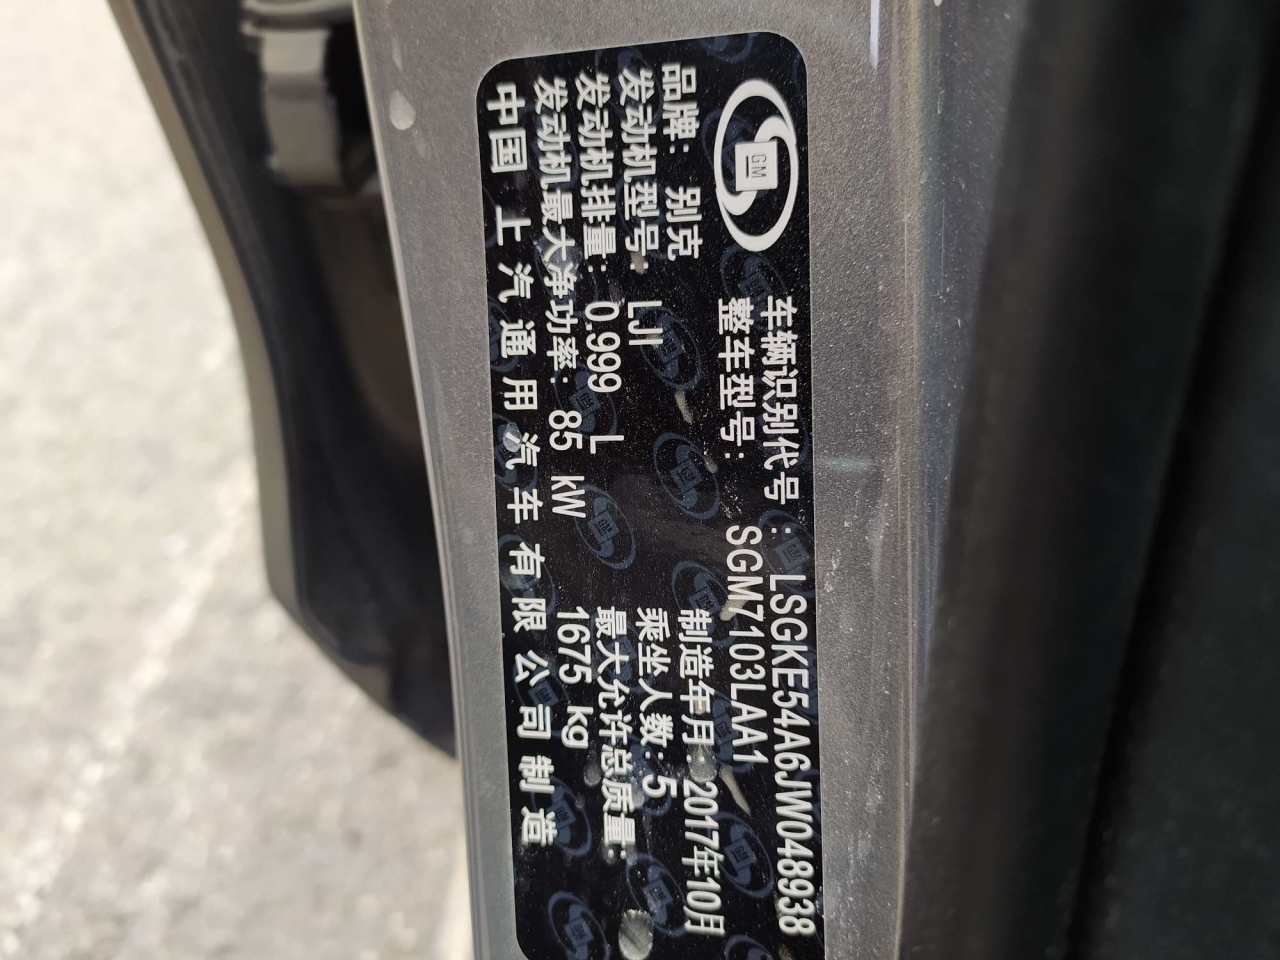 GM
车辆识别代号: LSGKE54A6JW048938
整车型号: SGM7103LAA1
品牌: 别克
制造年月: 2017年10月
发动机型号: LJI
乘坐人数: 5
发动机排量: 0.999 L
最大允许总质量:
发动机最大净功率: 85 kW
1675 kg
中国 上汽通用汽车有限公司制造